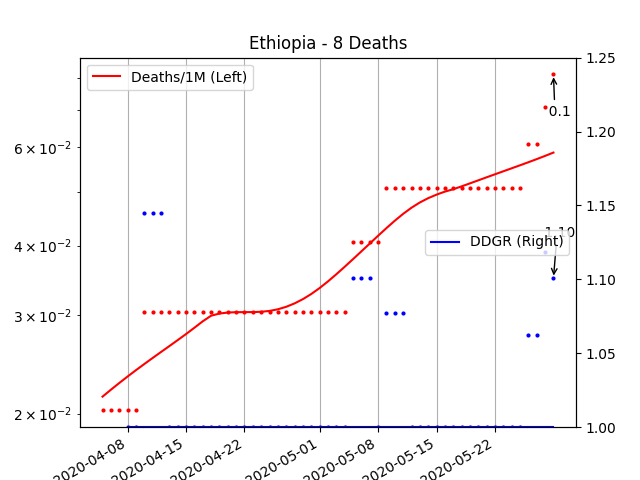 Ethiopia - 8 Deaths
Deaths/1M (Left)
DDGR (Right)
0.1
1.10
6 × 10⁻²
4 × 10⁻²
3 × 10⁻²
2 × 10⁻²
1.25
1.20
1.15
1.10
1.05
1.00
2020-04-08
2020-04-15
2020-04-22
2020-05-01
2020-05-08
2020-05-15
2020-05-22